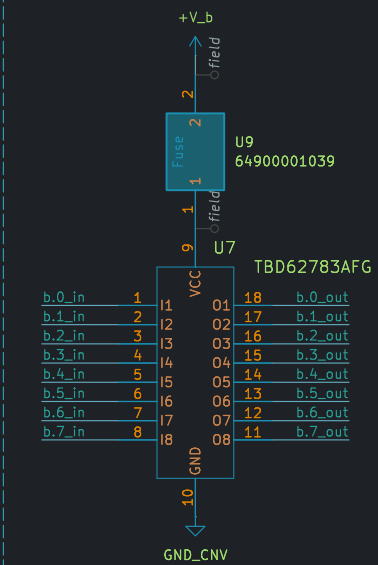 +V_b
field
2
2
Fuse
U9
64900001039
1
1
field
9
U7
VCC
TBD62783AFG
b.0_in 1 I1 O1 18 b.0_out
b.1_in 2 I2 O2 17 b.1_out
b.2_in 3 I3 O3 16 b.2_out
b.3_in 4 I4 O4 15 b.3_out
b.4_in 5 I5 O5 14 b.4_out
b.5_in 6 I6 O6 13 b.5_out
b.6_in 7 I7 O7 12 b.6_out
b.7_in 8 I8 O8 11 b.7_out
GND
10
GND_CNV